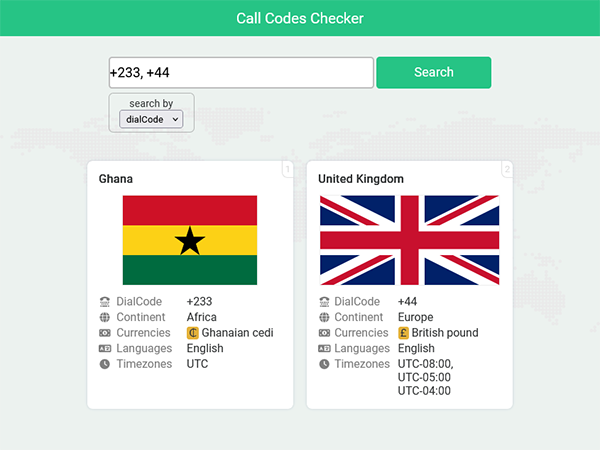 Call Codes Checker
+233, +44
Search
search by
dialCode
1
Ghana
DialCode +233
Continent Africa
Currencies ₵ Ghanaian cedi
Languages English
Timezones UTC
2
United Kingdom
DialCode +44
Continent Europe
Currencies £ British pound
Languages English
Timezones UTC-08:00,
UTC-05:00
UTC-04:00